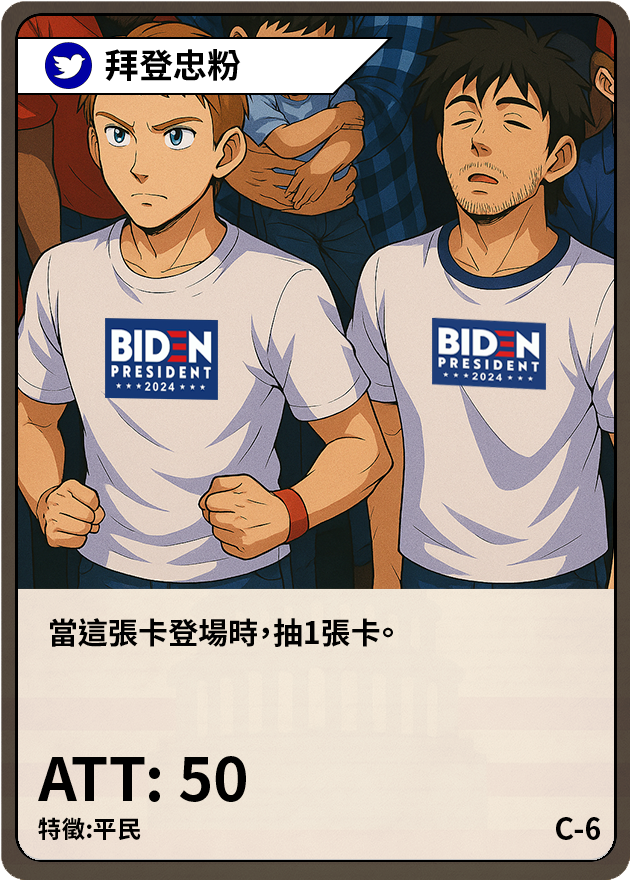 拜登忠粉
BIDEN
PRESIDENT
★★★2024★★★
BIDEN
PRESIDENT
★★★2024★★★
當這張卡登場時，抽1張卡。
ATT: 50
特徵:平民
C-6